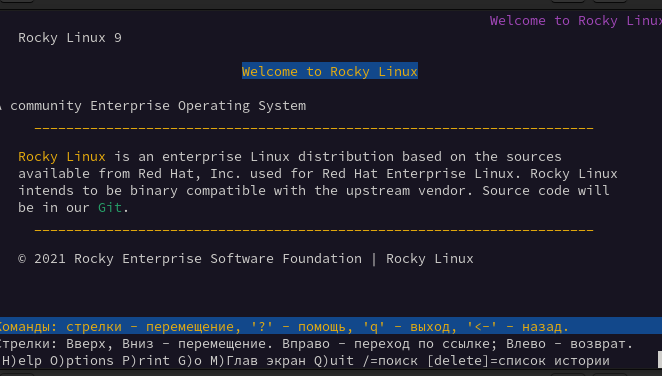 Welcome to Rocky Linux
Rocky Linux 9
Welcome to Rocky Linux
A community Enterprise Operating System
Rocky Linux is an enterprise Linux distribution based on the sources
available from Red Hat, Inc. used for Red Hat Enterprise Linux. Rocky Linux
intends to be binary compatible with the upstream vendor. Source code will
be in our Git.
© 2021 Rocky Enterprise Software Foundation | Rocky Linux
Команды: стрелки - перемещение, '?' - помощь, 'q' - выход, '<-' - назад.
Стрелки: Вверх, Вниз - перемещение. Вправо - переход по ссылке; Влево - возврат.
H)elp O)ptions P)rint G)o M)Глав экран Q)uit /=поиск [delete]=список истории